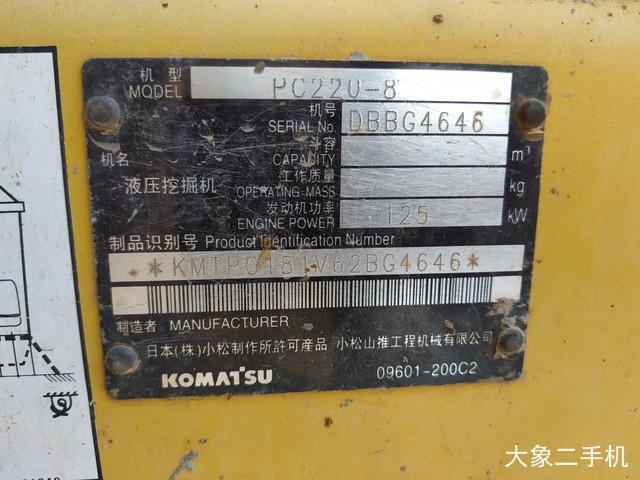 机型 MODEL PC220-8
机号 SERIAL No. DBBG4646
机名 液压挖掘机
斗容 CAPACITY m³
工作质量 OPERATING MASS kg
发动机功率 ENGINE POWER 125 kW
制品识别号 Product Identification Number
*KMTPC181V62BG4646*
制造者 MANUFACTURER
日本(株)小松制作所許可産品 小松山推工程机械有限公司
KOMATSU 09601-200C2
大象二手机